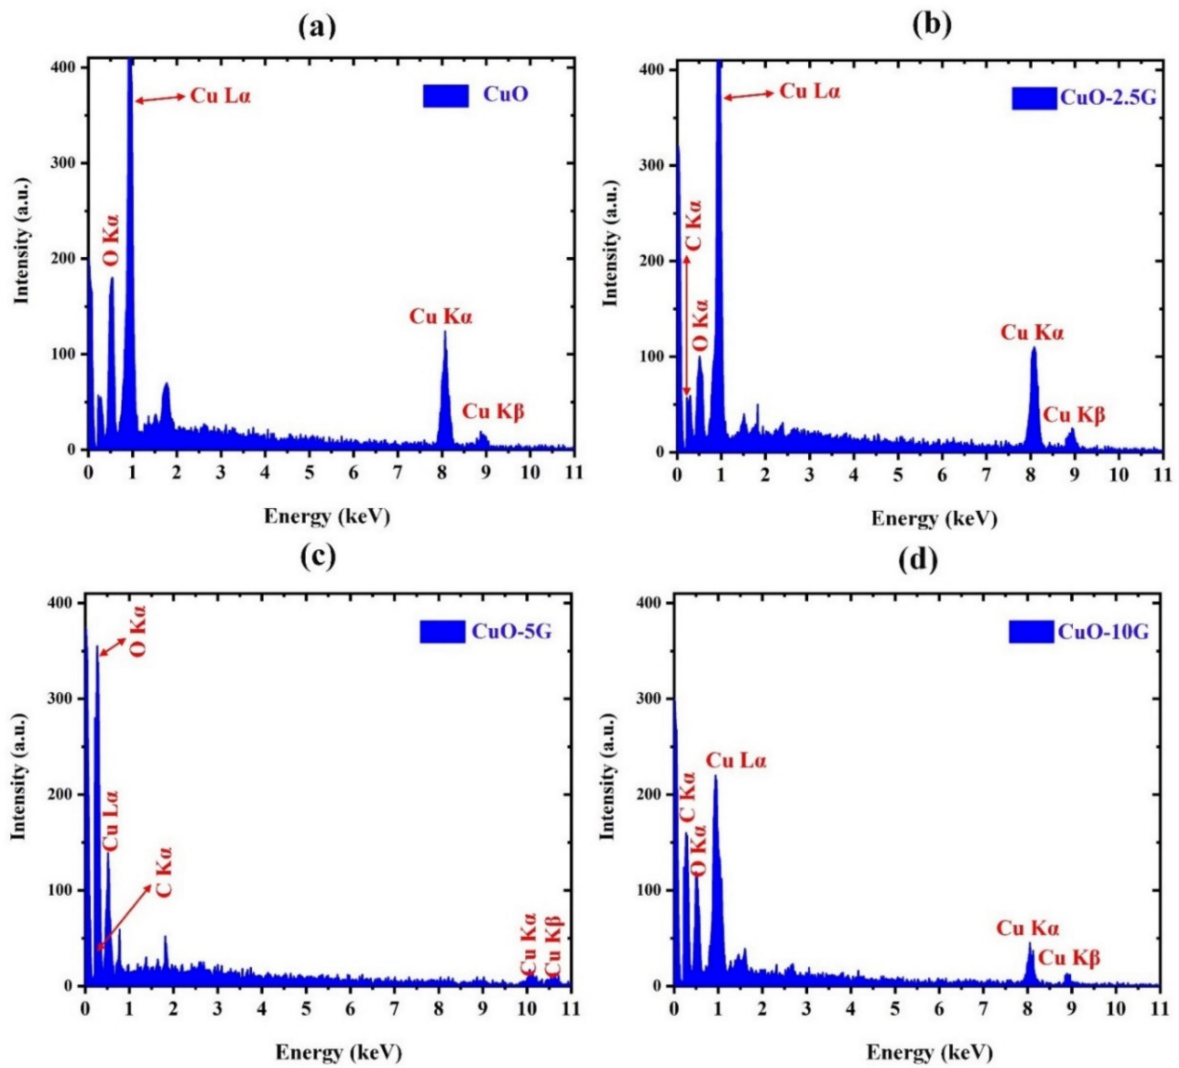 (a)
CuO
Cu Lα
O Kα
Cu Kα
Cu Kβ
400
300
200
100
0
Intensity (a.u.)
0 1 2 3 4 5 6 7 8 9 10 11
Energy (keV)
(b)
CuO-2.5G
Cu Lα
C Kα
O Kα
Cu Kα
Cu Kβ
400
300
200
100
0
Intensity (a.u.)
0 1 2 3 4 5 6 7 8 9 10 11
Energy (keV)
(c)
CuO-5G
O Kα
Cu Lα
C Kα
Cu Kα
Cu Kβ
400
300
200
100
0
Intensity (a.u.)
0 1 2 3 4 5 6 7 8 9 10 11
Energy (keV)
(d)
CuO-10G
Cu Lα
C Kα
O Kα
Cu Kα
Cu Kβ
400
300
200
100
0
Intensity (a.u.)
0 1 2 3 4 5 6 7 8 9 10 11
Energy (keV)